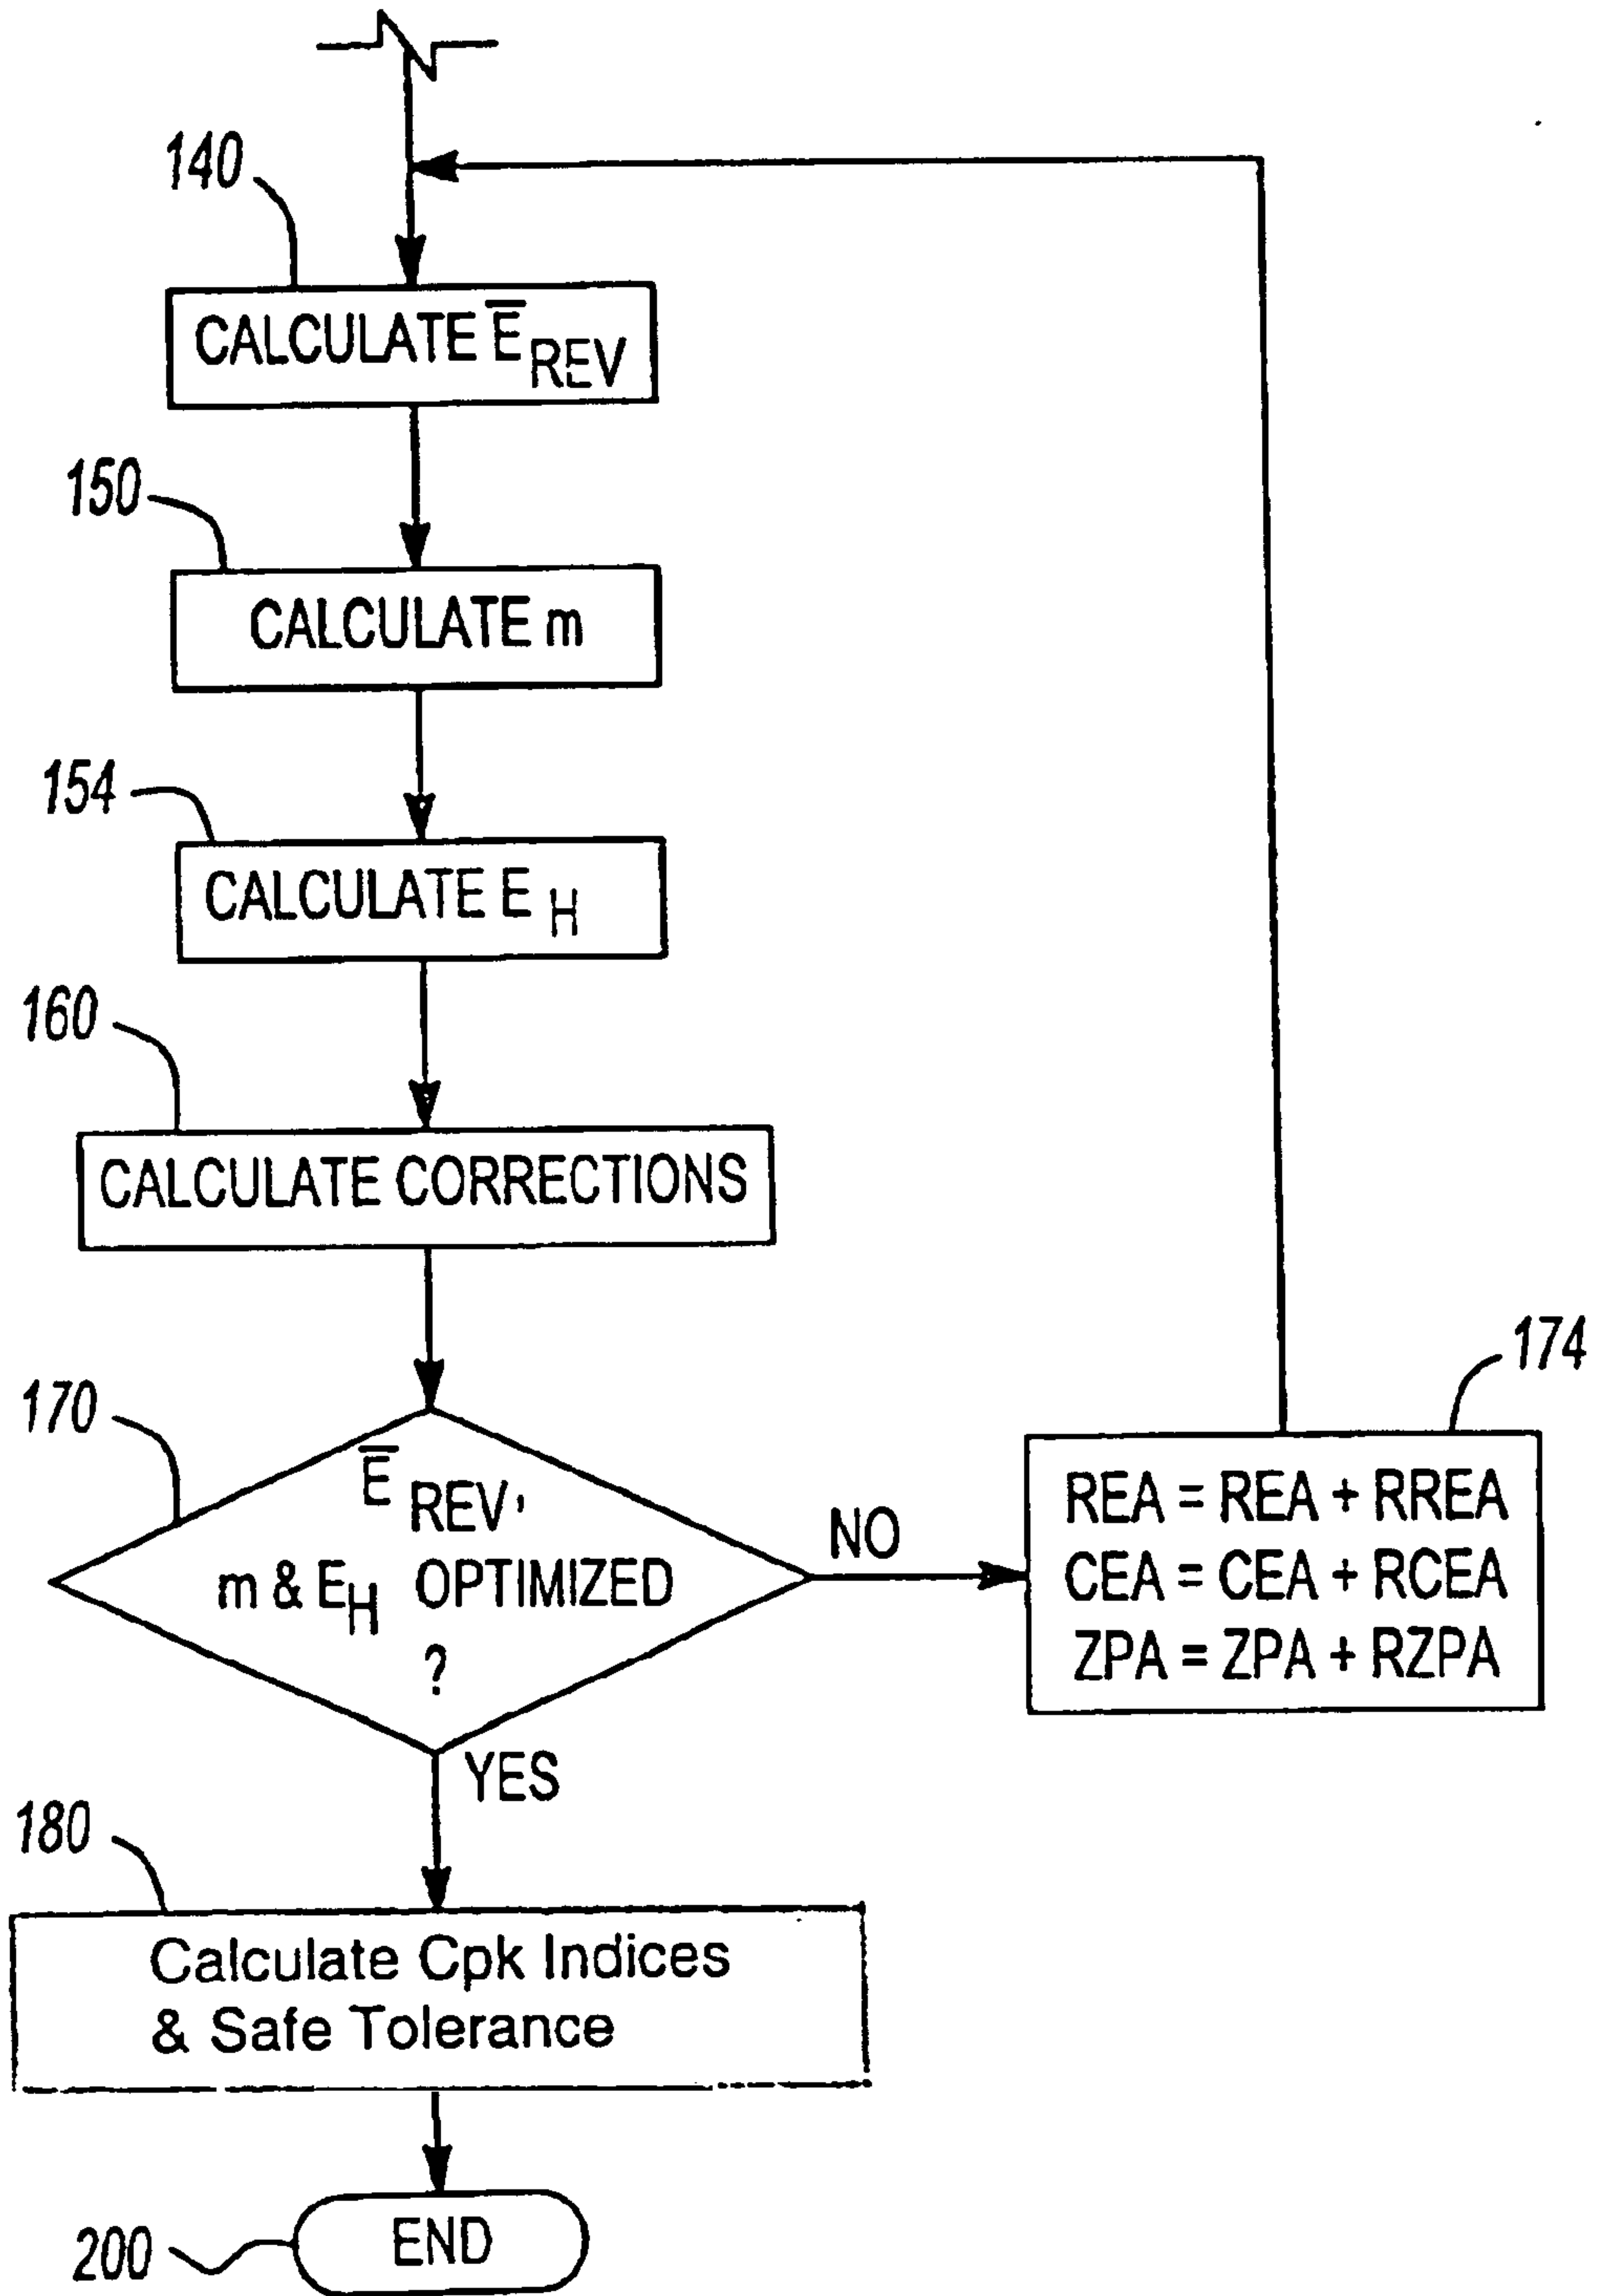 140
CALCULATE E̅ REV
150
CALCULATE m
154
CALCULATE E H
160
CALCULATE CORRECTIONS
170
E̅ REV,
m & E H OPTIMIZED
?
NO
174
REA = REA + RREA
CEA = CEA + RCEA
ZPA = ZPA + RZPA
YES
180
Calculate Cpk Indices
& Safe Tolerance
200
END